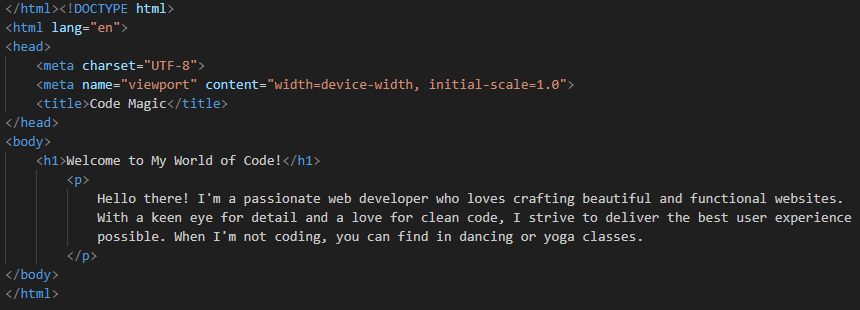 </html><!DOCTYPE html>
<html lang="en">
<head>
    <meta charset="UTF-8">
    <meta name="viewport" content="width=device-width, initial-scale=1.0">
    <title>Code Magic</title>
</head>
<body>
    <h1>Welcome to My World of Code!</h1>
        <p>
            Hello there! I'm a passionate web developer who loves crafting beautiful and functional websites.
            With a keen eye for detail and a love for clean code, I strive to deliver the best user experience
            possible. When I'm not coding, you can find in dancing or yoga classes.
        </p>
</body>
</html>